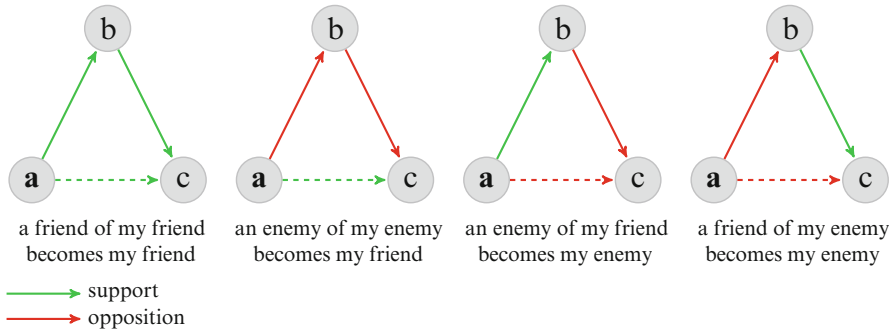 b
b
b
b
a
c
a
c
a
c
a
c
a friend of my friend
becomes my friend
an enemy of my enemy
becomes my friend
an enemy of my friend
becomes my enemy
a friend of my enemy
becomes my enemy
support
opposition